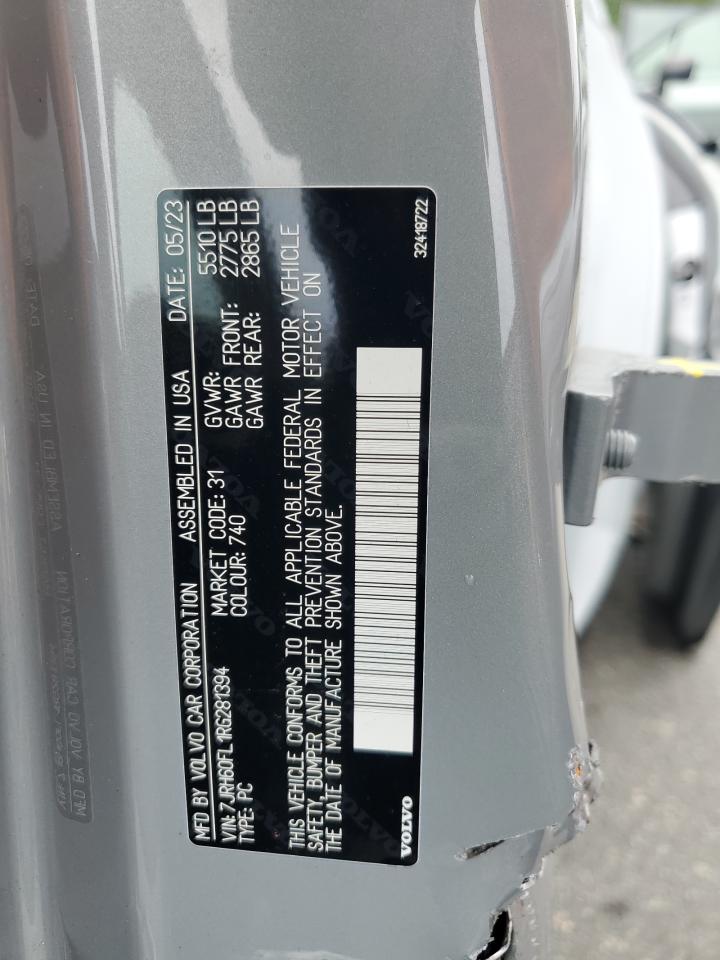 MFD BY VOLVO CAR CORPORATION ASSEMBLED IN USA DATE: 05/23
VIN: 7JRH60FL1RG281394 MARKET CODE: 31 GVWR: 5510 LB
TYPE: PC COLOUR: 740 GAWR FRONT: 2775 LB
GAWR REAR: 2865 LB
THIS VEHICLE CONFORMS TO ALL APPLICABLE FEDERAL MOTOR VEHICLE
SAFETY, BUMPER AND THEFT PREVENTION STANDARDS IN EFFECT ON
THE DATE OF MANUFACTURE SHOWN ABOVE.
VOLVO
32418722